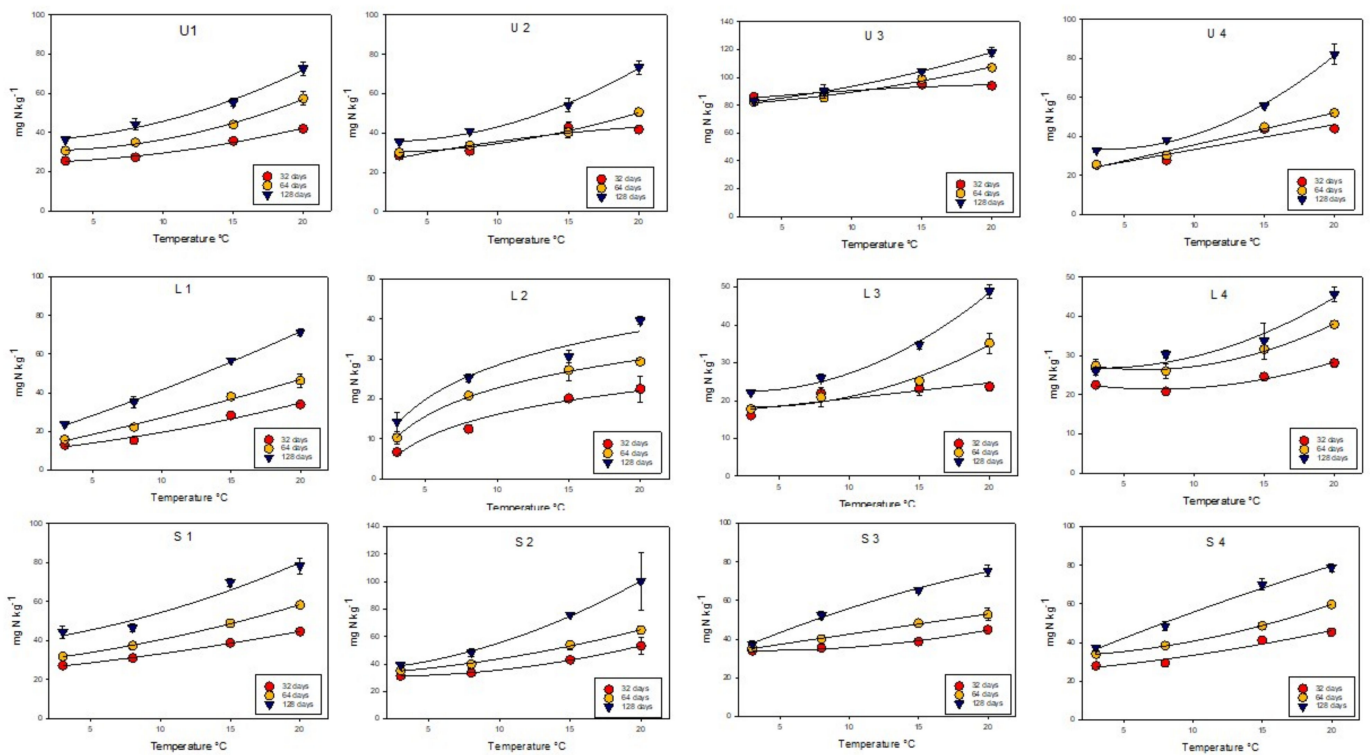 U1
100
80
60
40
20
0
mg N kg-1
32 days
64 days
128 days
5 10 15 20
Temperature °C
U 2
100
80
60
40
20
0
mg N kg-1
32 days
64 days
128 days
5 10 15 20
Temperature °C
U 3
140
120
100
80
60
40
20
0
mg N kg-1
32 days
64 days
128 days
5 10 15 20
Temperature °C
U 4
100
80
60
40
20
0
mg N kg-1
32 days
64 days
128 days
5 10 15 20
Temperature °C
L 1
100
80
60
40
20
0
mg N kg-1
32 days
64 days
128 days
5 10 15 20
Temperature °C
L 2
50
40
30
20
10
0
mg N kg-1
32 days
64 days
128 days
5 10 15 20
Temperature °C
L 3
50
40
30
20
10
0
mg N kg-1
32 days
64 days
128 days
5 10 15 20
Temperature °C
L 4
50
40
30
20
10
0
mg N kg-1
32 days
64 days
128 days
5 10 15 20
Temperature °C
S 1
100
80
60
40
20
0
mg N kg-1
32 days
64 days
128 days
5 10 15 20
Temperature °C
S 2
140
120
100
80
60
40
20
0
mg N kg-1
32 days
64 days
128 days
5 10 15 20
Temperature °C
S 3
100
80
60
40
20
0
mg N kg-1
32 days
64 days
128 days
5 10 15 20
Temperature °C
S 4
100
80
60
40
20
0
mg N kg-1
32 days
64 days
128 days
5 10 15 20
Temperature °C